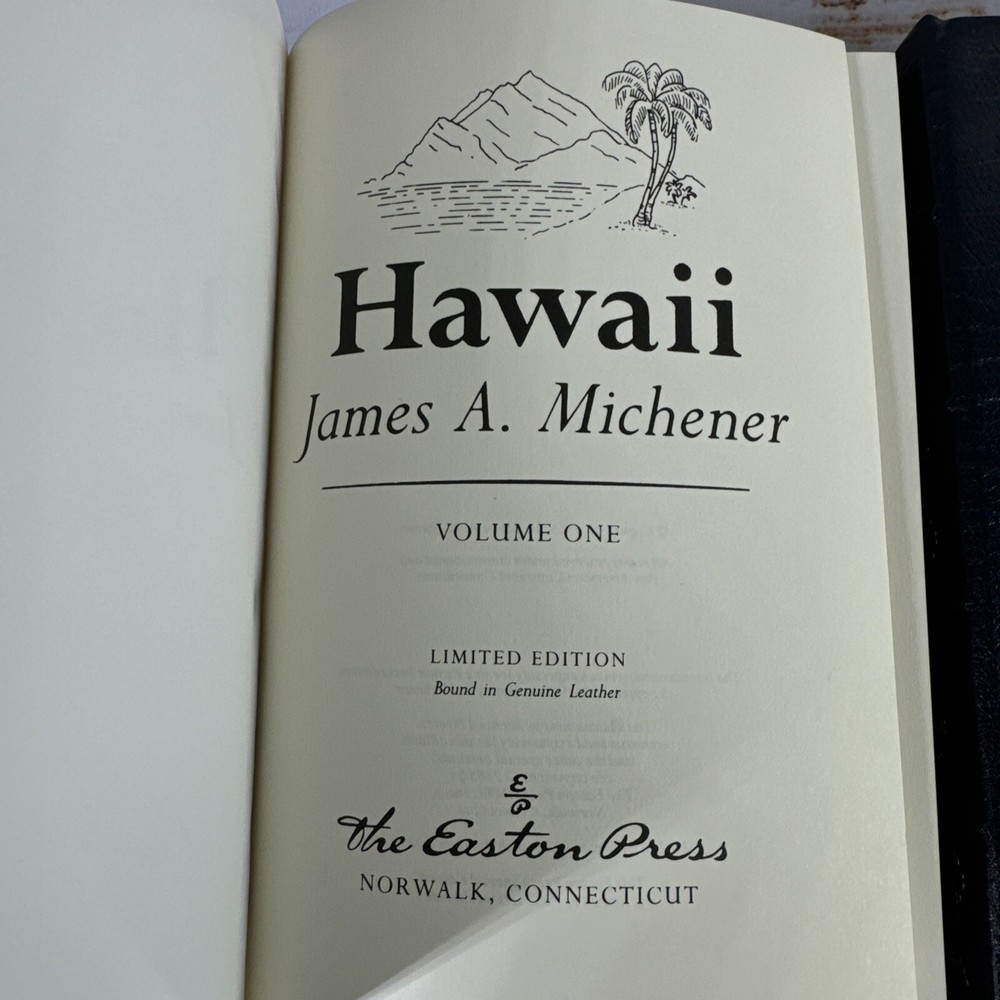 Hawaii
James A. Michener
VOLUME ONE
LIMITED EDITION
Bound in Genuine Leather
E
P
The Easton Press
NORWALK, CONNECTICUT